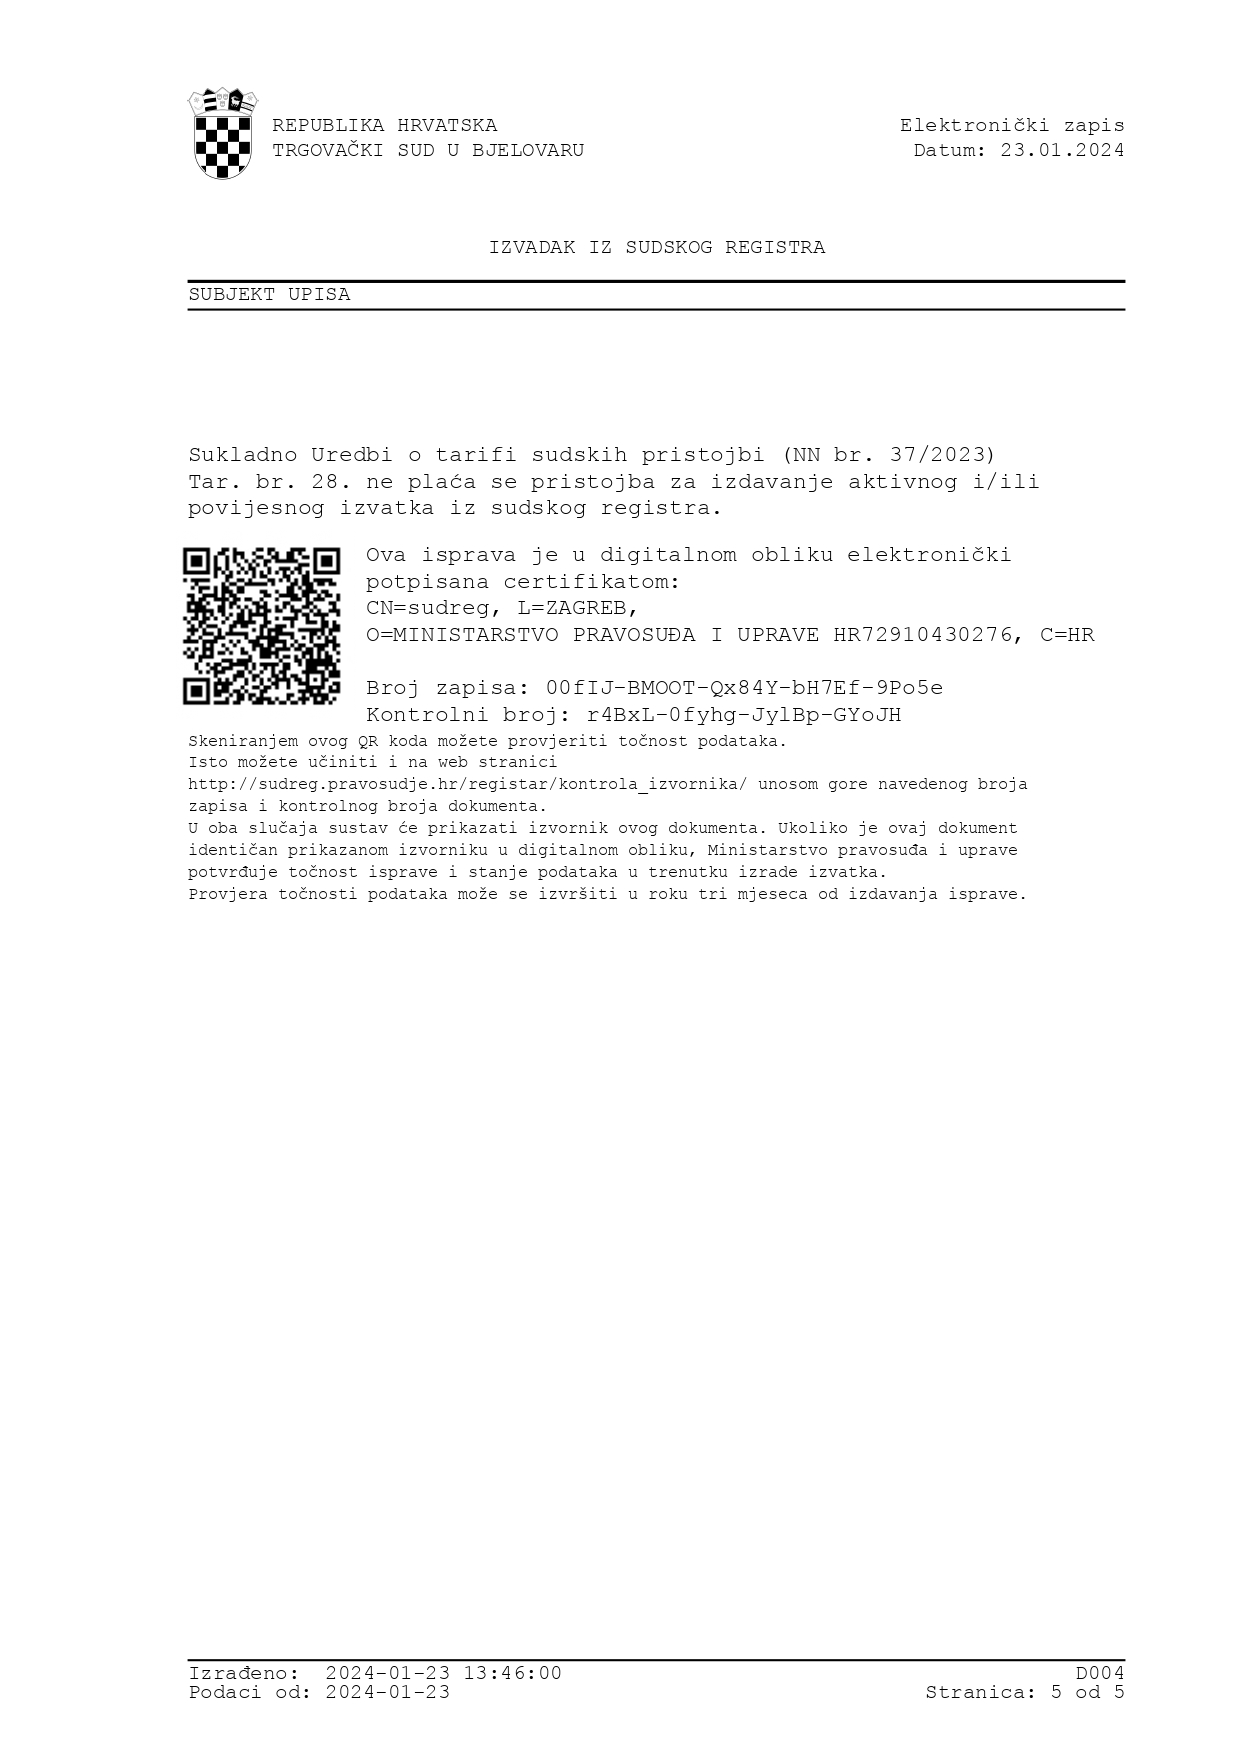 REPUBLIKA HRVATSKA
TRGOVAČKI SUD U BJELOVARU
Elektronički zapis
Datum: 23.01.2024
IZVADAK IZ SUDSKOG REGISTRA
SUBJEKT UPISA
Sukladno Uredbi o tarifi sudskih pristojbi (NN br. 37/2023)
Tar. br. 28. ne plaća se pristojba za izdavanje aktivnog i/ili
povijesnog izvatka iz sudskog registra.
Ova isprava je u digitalnom obliku elektronički
potpisana certifikatom:
CN=sudreg, L=ZAGREB,
O=MINISTARSTVO PRAVOSUĐA I UPRAVE HR72910430276, C=HR
Broj zapisa: 00fIJ-BMOOT-Qx84Y-bH7Ef-9Po5e
Kontrolni broj: r4BxL-0fyhg-JylBp-GYoJH
Skeniranjem ovog QR koda možete provjeriti točnost podataka.
Isto možete učiniti i na web stranici
http://sudreg.pravosudje.hr/registar/kontrola_izvornika/ unosom gore navedenog broja
zapisa i kontrolnog broja dokumenta.
U oba slučaja sustav će prikazati izvornik ovog dokumenta. Ukoliko je ovaj dokument
identičan prikazanom izvorniku u digitalnom obliku, Ministarstvo pravosuđa i uprave
potvrđuje točnost isprave i stanje podataka u trenutku izrade izvatka.
Provjera točnosti podataka može se izvršiti u roku tri mjeseca od izdavanja isprave.
Izrađeno: 2024-01-23 13:46:00
Podaci od: 2024-01-23
D004
Stranica: 5 od 5